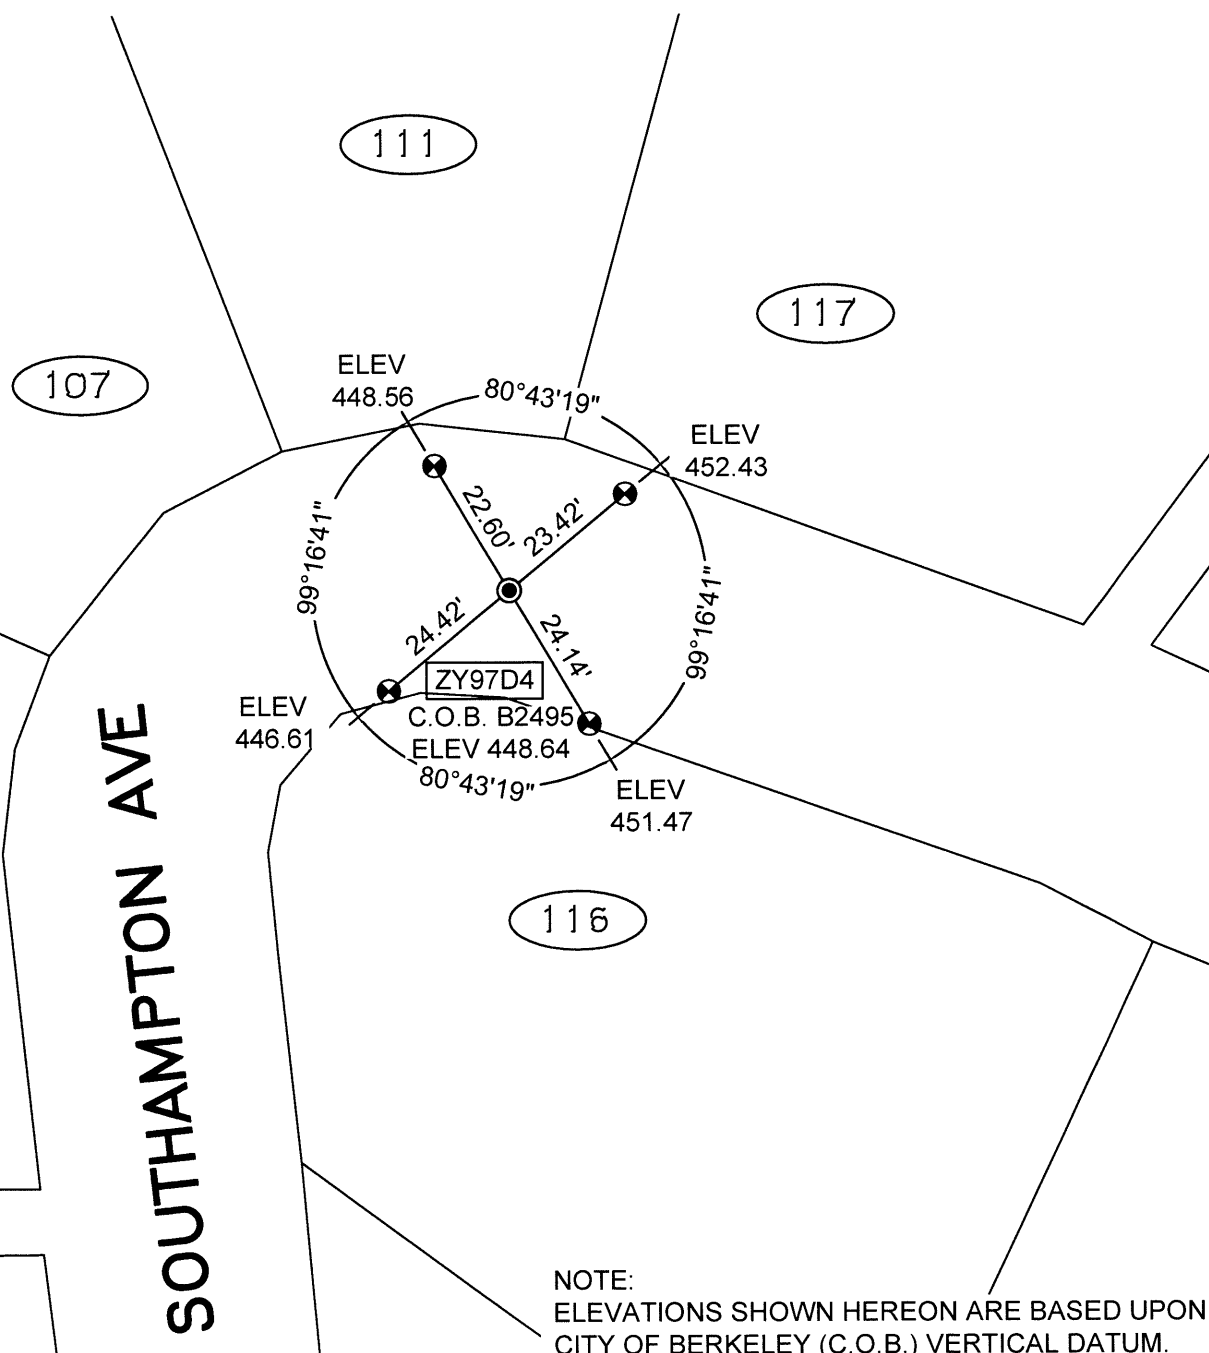 111
117
107
ELEV
448.56
80°43'19"
ELEV
452.43
22.60'
23.42'
99°16'41"
99°16'41"
24.42'
24.14'
ZY97D4
C.O.B. B2495
ELEV 448.64
ELEV
446.61
80°43'19"
ELEV
451.47
116
SOUTHAMPTON AVE
NOTE:
ELEVATIONS SHOWN HEREON ARE BASED UPON
CITY OF BERKELEY (C.O.B.) VERTICAL DATUM.